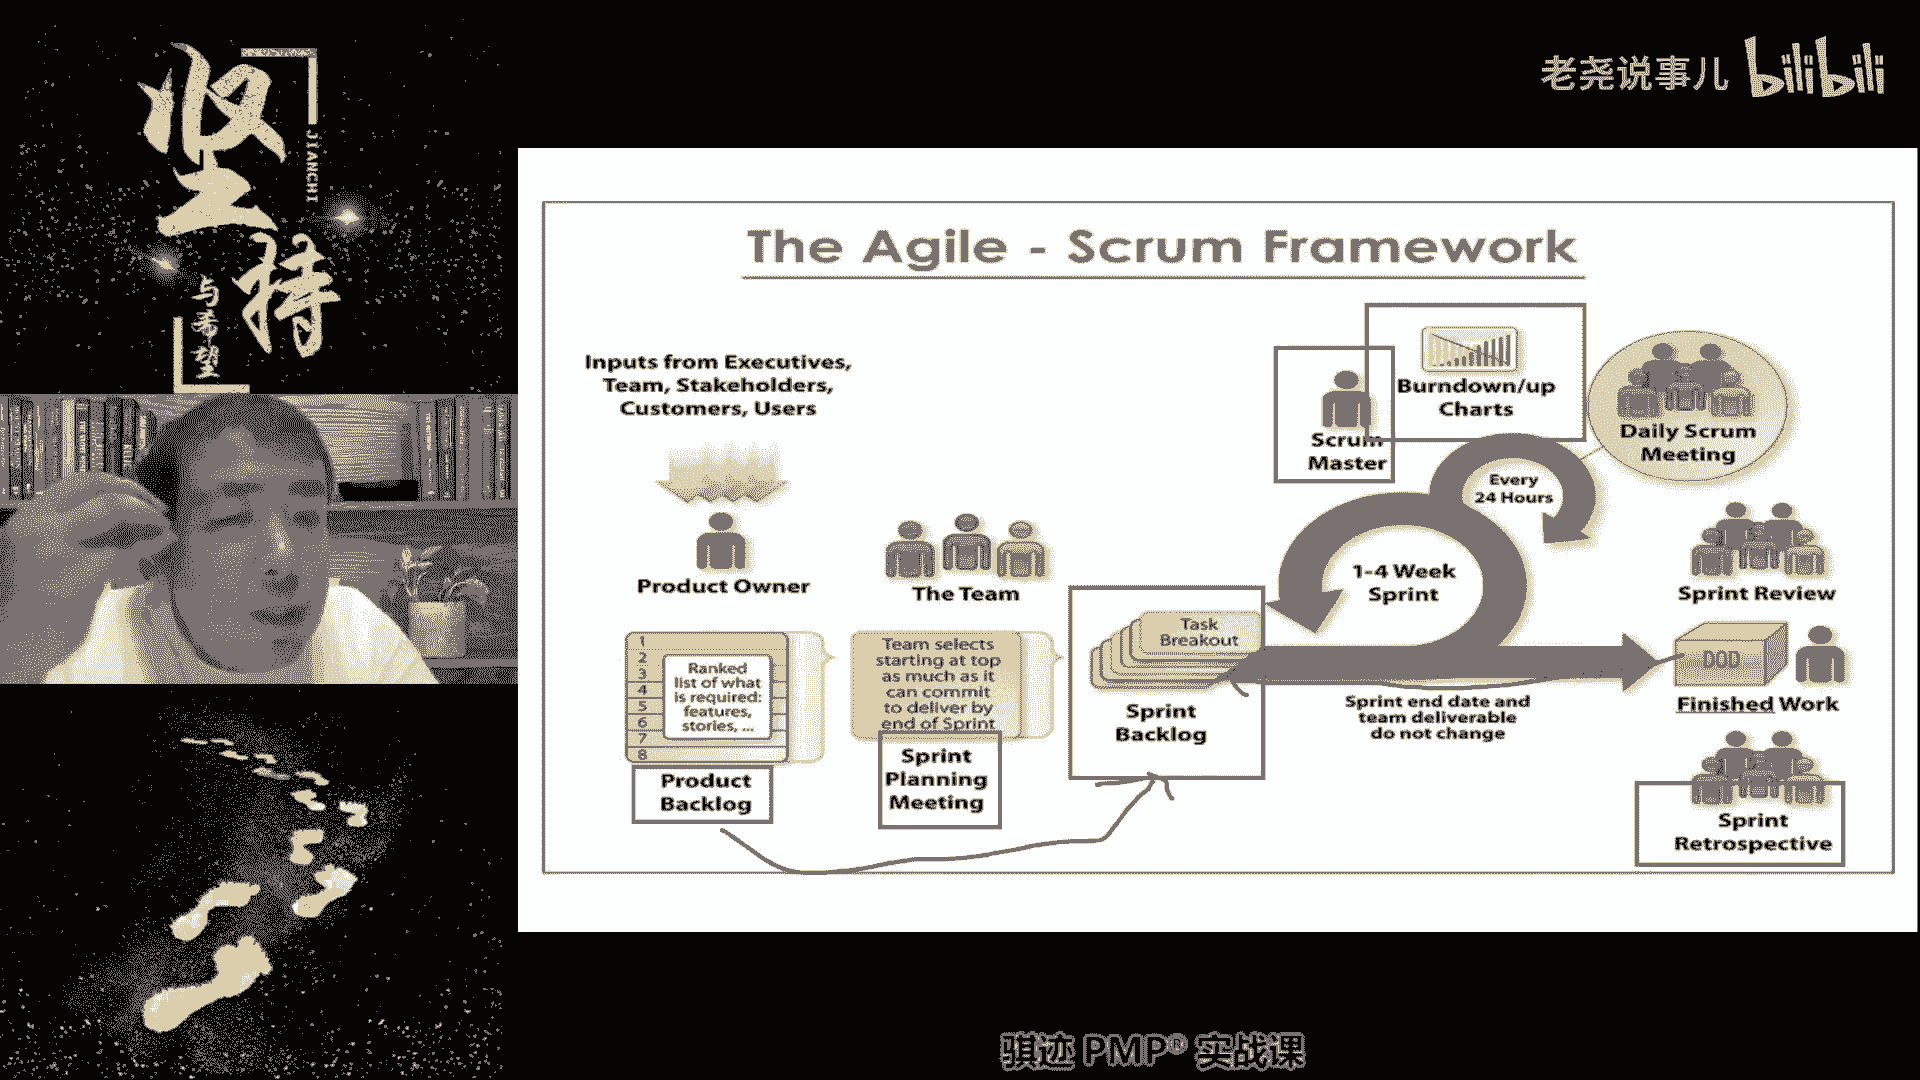 坚持
JIANCHI
与希望
老尧说事儿 bilibili
The Agile - Scrum Framework
Inputs from Executives,
Team, Stakeholders,
Customers, Users
Product Owner
The Team
1
2
3
4
5
6
7
8
Ranked
list of what
is required:
features,
stories, ...
Product
Backlog
Team selects
starting at top
as much as it
can commit
to deliver by
end of Sprint
Sprint
Planning
Meeting
Task
Breakout
Sprint
Backlog
Scrum
Master
Burndown/up
Charts
Every
24 Hours
1-4 Week
Sprint
Daily Scrum
Meeting
Sprint Review
DOD
Finished Work
Sprint end date and
team deliverable
do not change
Sprint
Retrospective
骐迹 PMP® 实战课